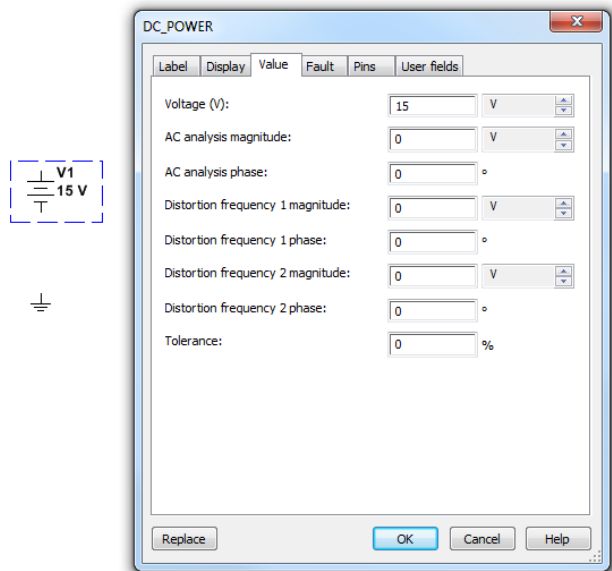 DC_POWER
Label Display Value Fault Pins User fields
Voltage (V): 15 V
AC analysis magnitude: 0 V
AC analysis phase: 0 °
Distortion frequency 1 magnitude: 0 V
Distortion frequency 1 phase: 0 °
Distortion frequency 2 magnitude: 0 V
Distortion frequency 2 phase: 0 °
Tolerance: 0 %
Replace OK Cancel Help
V1
15 V